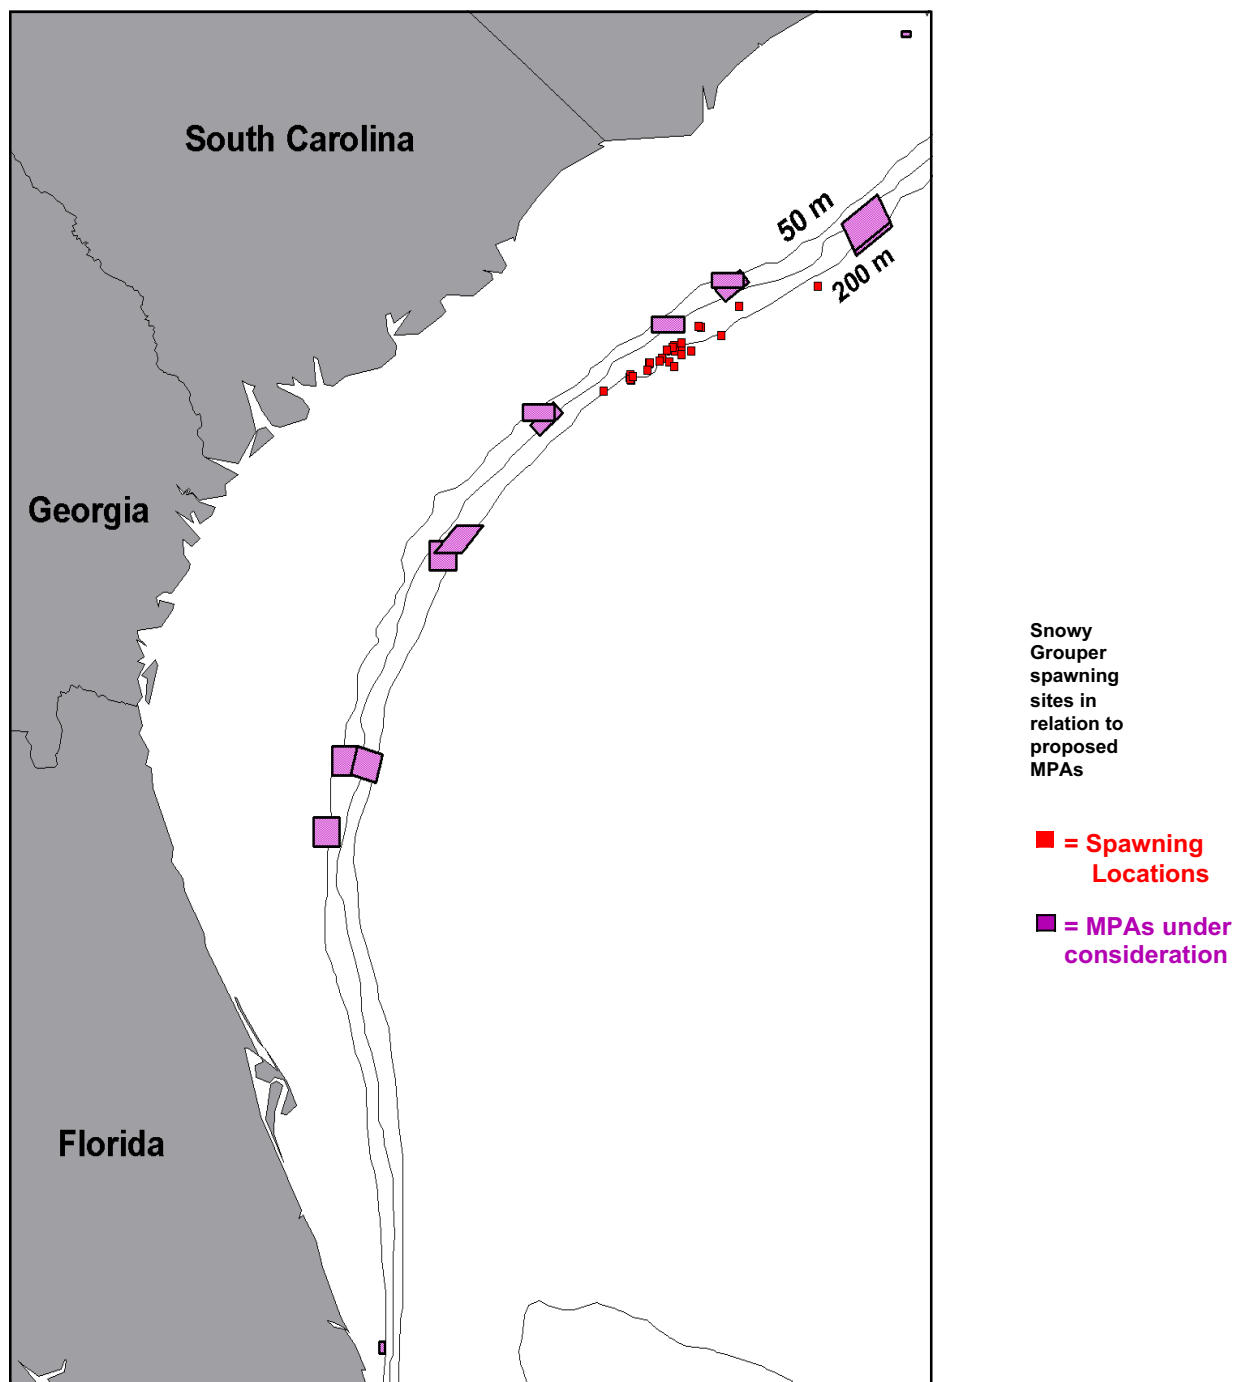 South Carolina
50 m
200 m
Georgia
Florida
Snowy
Grouper
spawning
sites in
relation to
proposed
MPAs
= Spawning
Locations
= MPAs under
consideration